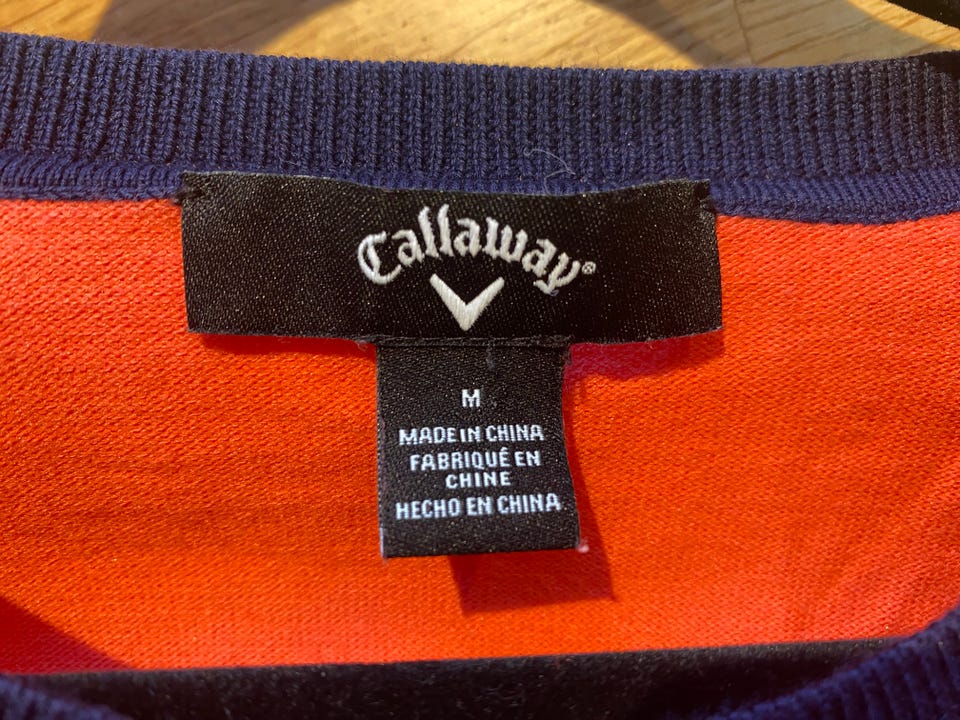 Callaway®
M
MADE IN CHINA
FABRIQUÉ EN
CHINE
HECHO EN CHINA